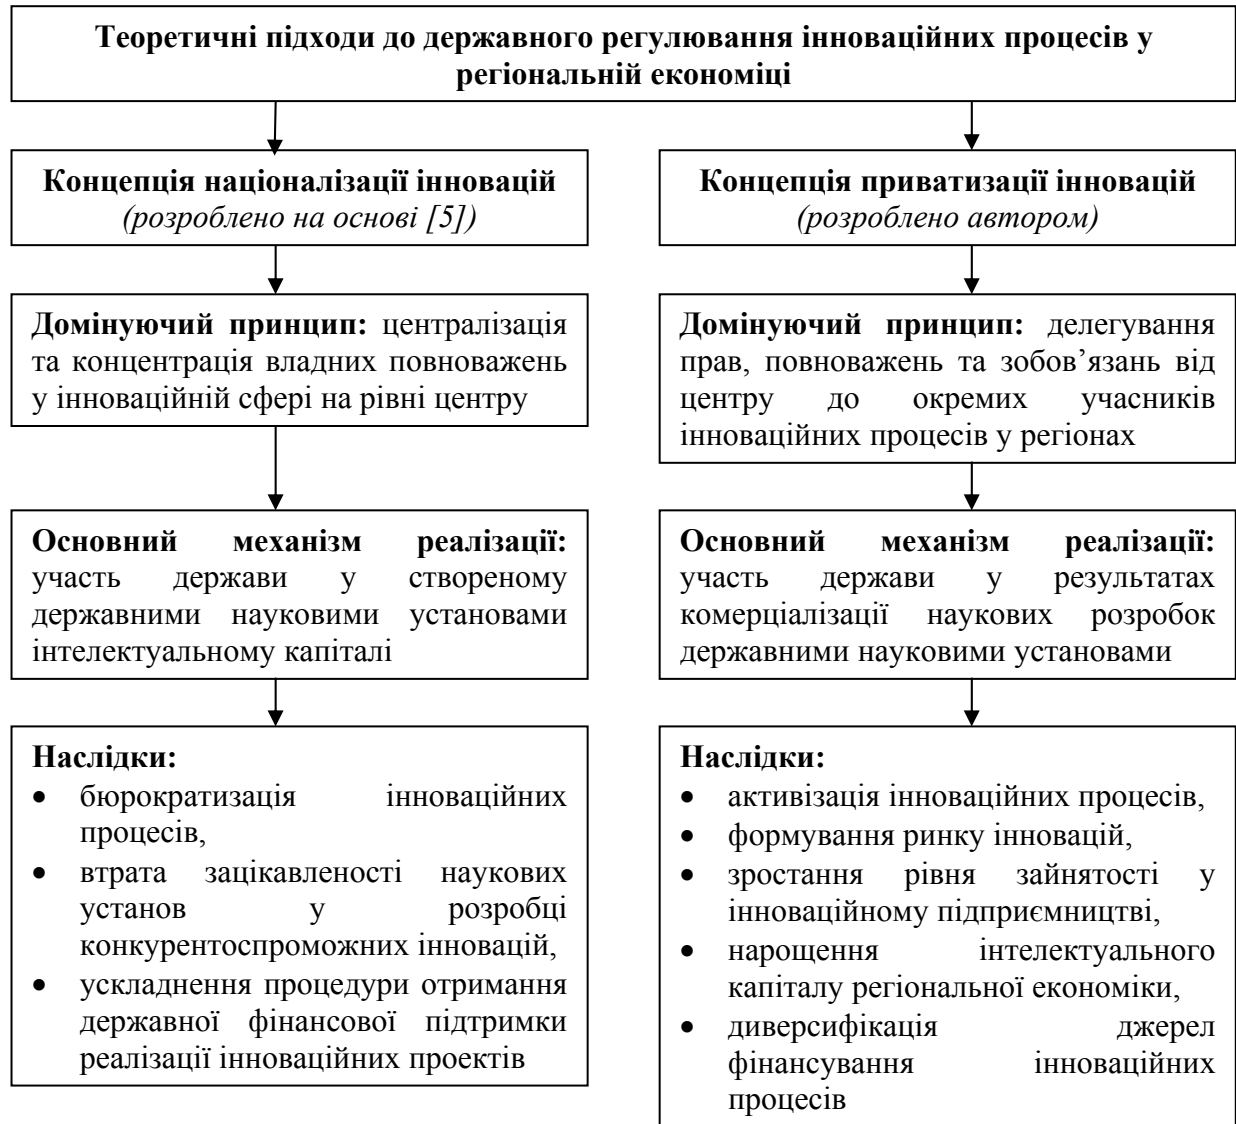 Теоретичні підходи до державного регулювання інноваційних процесів у
регіональній економіці
Концепція націоналізації інновацій
(розроблено на основі [5])
Домінуючий принцип: централізація
та концентрація владних повноважень
у інноваційній сфері на рівні центру
Основний механізм реалізації:
участь держави у створеному
державними науковими установами
інтелектуальному капіталі
Наслідки:
• бюрократизація інноваційних
процесів,
• втрата зацікавленості наукових
установ у розробці
конкурентоспроможних інновацій,
• ускладнення процедури отримання
державної фінансової підтримки
реалізації інноваційних проектів
Концепція приватизації інновацій
(розроблено автором)
Домінуючий принцип: делегування
прав, повноважень та зобов’язань від
центру до окремих учасників
інноваційних процесів у регіонах
Основний механізм реалізації:
участь держави у результатах
комерціалізації наукових розробок
державними науковими установами
Наслідки:
• активізація інноваційних процесів,
• формування ринку інновацій,
• зростання рівня зайнятості у
інноваційному підприємництві,
• нарощення інтелектуального
капіталу регіональної економіки,
• диверсифікація джерел
фінансування інноваційних
процесів